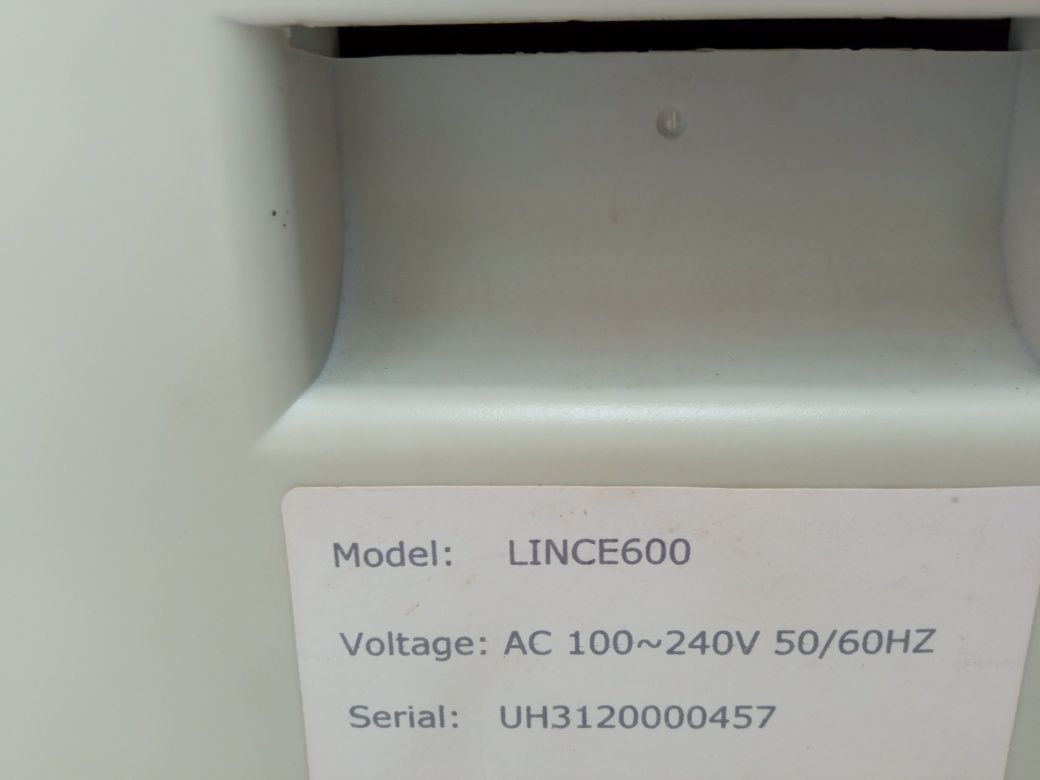 Model: LINCE600
Voltage: AC 100~240V 50/60HZ
Serial: UH3120000457